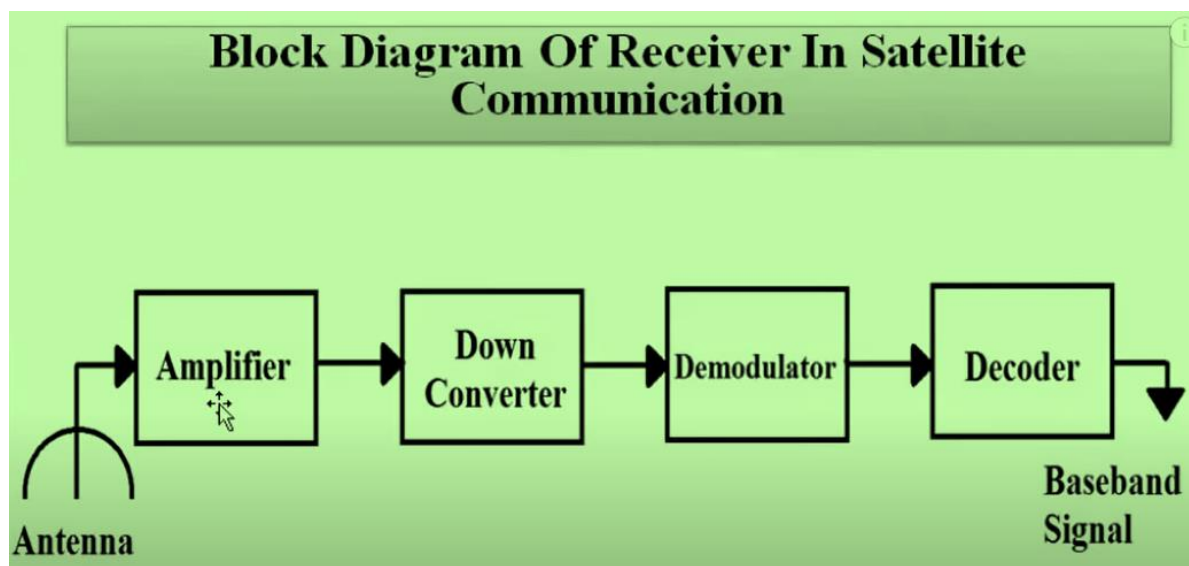 Block Diagram Of Receiver In Satellite
Communication
Amplifier
Down
Converter
Demodulator
Decoder
Antenna
Baseband
Signal